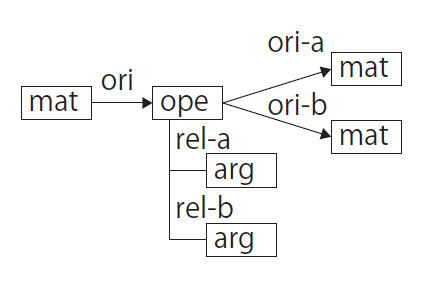 ori-a
mat
ori
mat
ope
ori-b
mat
rel-a
arg
rel-b
arg